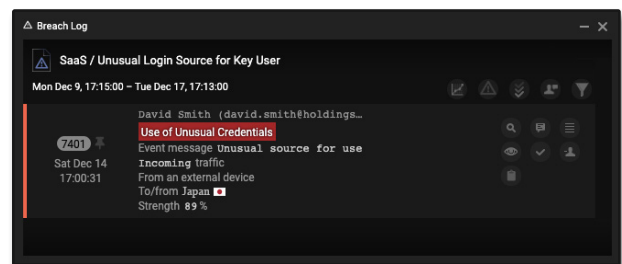 Breach Log
SaaS / Unusual Login Source for Key User
Mon Dec 9, 17:15:00 – Tue Dec 17, 17:13:00
David Smith (david.smith@holdings…
Use of Unusual Credentials
7401
Event message Unusual source for use
Sat Dec 14
Incoming traffic
17:00:31
From an external device
To/from Japan
Strength 89 %